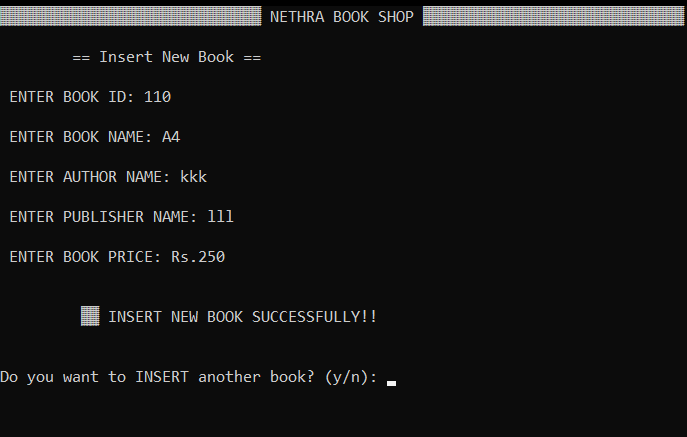 NETHRA BOOK SHOP
== Insert New Book ==
ENTER BOOK ID: 110
ENTER BOOK NAME: A4
ENTER AUTHOR NAME: kkk
ENTER PUBLISHER NAME: lll
ENTER BOOK PRICE: Rs.250
INSERT NEW BOOK SUCCESSFULLY!!
Do you want to INSERT another book? (y/n):